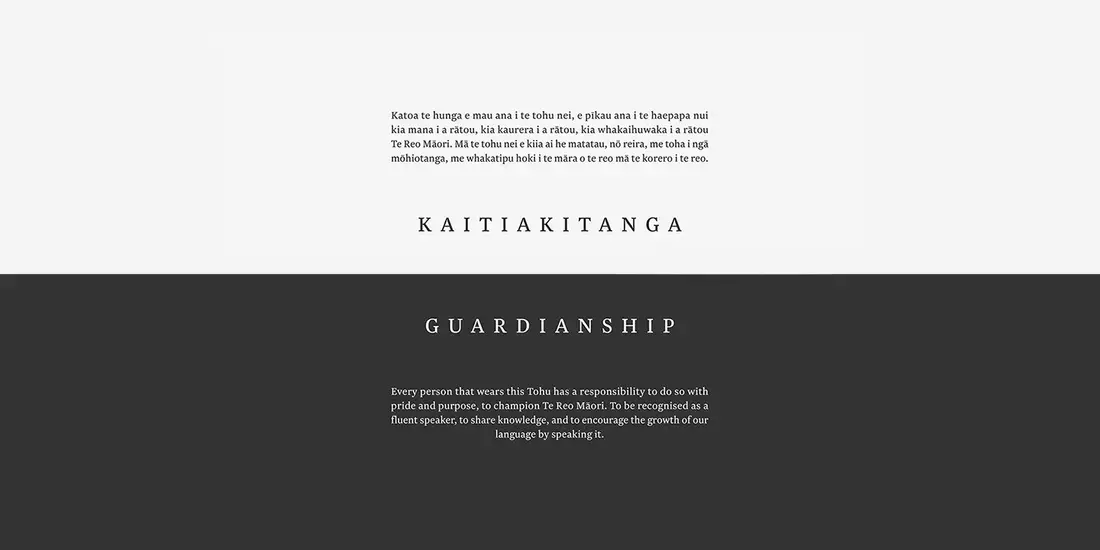 Katoa te hunga e mau ana i te tohu nei, e pīkau ana i te haepapa nui
kia mana i a rātou, kia kaurera i a rātou, kia whakaihuwaka i a rātou
Te Reo Māori. Mā te tohu nei e kiia ai he matatau, nō reira, me toha i ngā
mōhiotanga, me whakatipu hoki i te māra o te reo mā te korero i te reo.
KAITIAKITANGA
GUARDIANSHIP
Every person that wears this Tohu has a responsibility to do so with
pride and purpose, to champion Te Reo Māori. To be recognised as a
fluent speaker, to share knowledge, and to encourage the growth of our
language by speaking it.